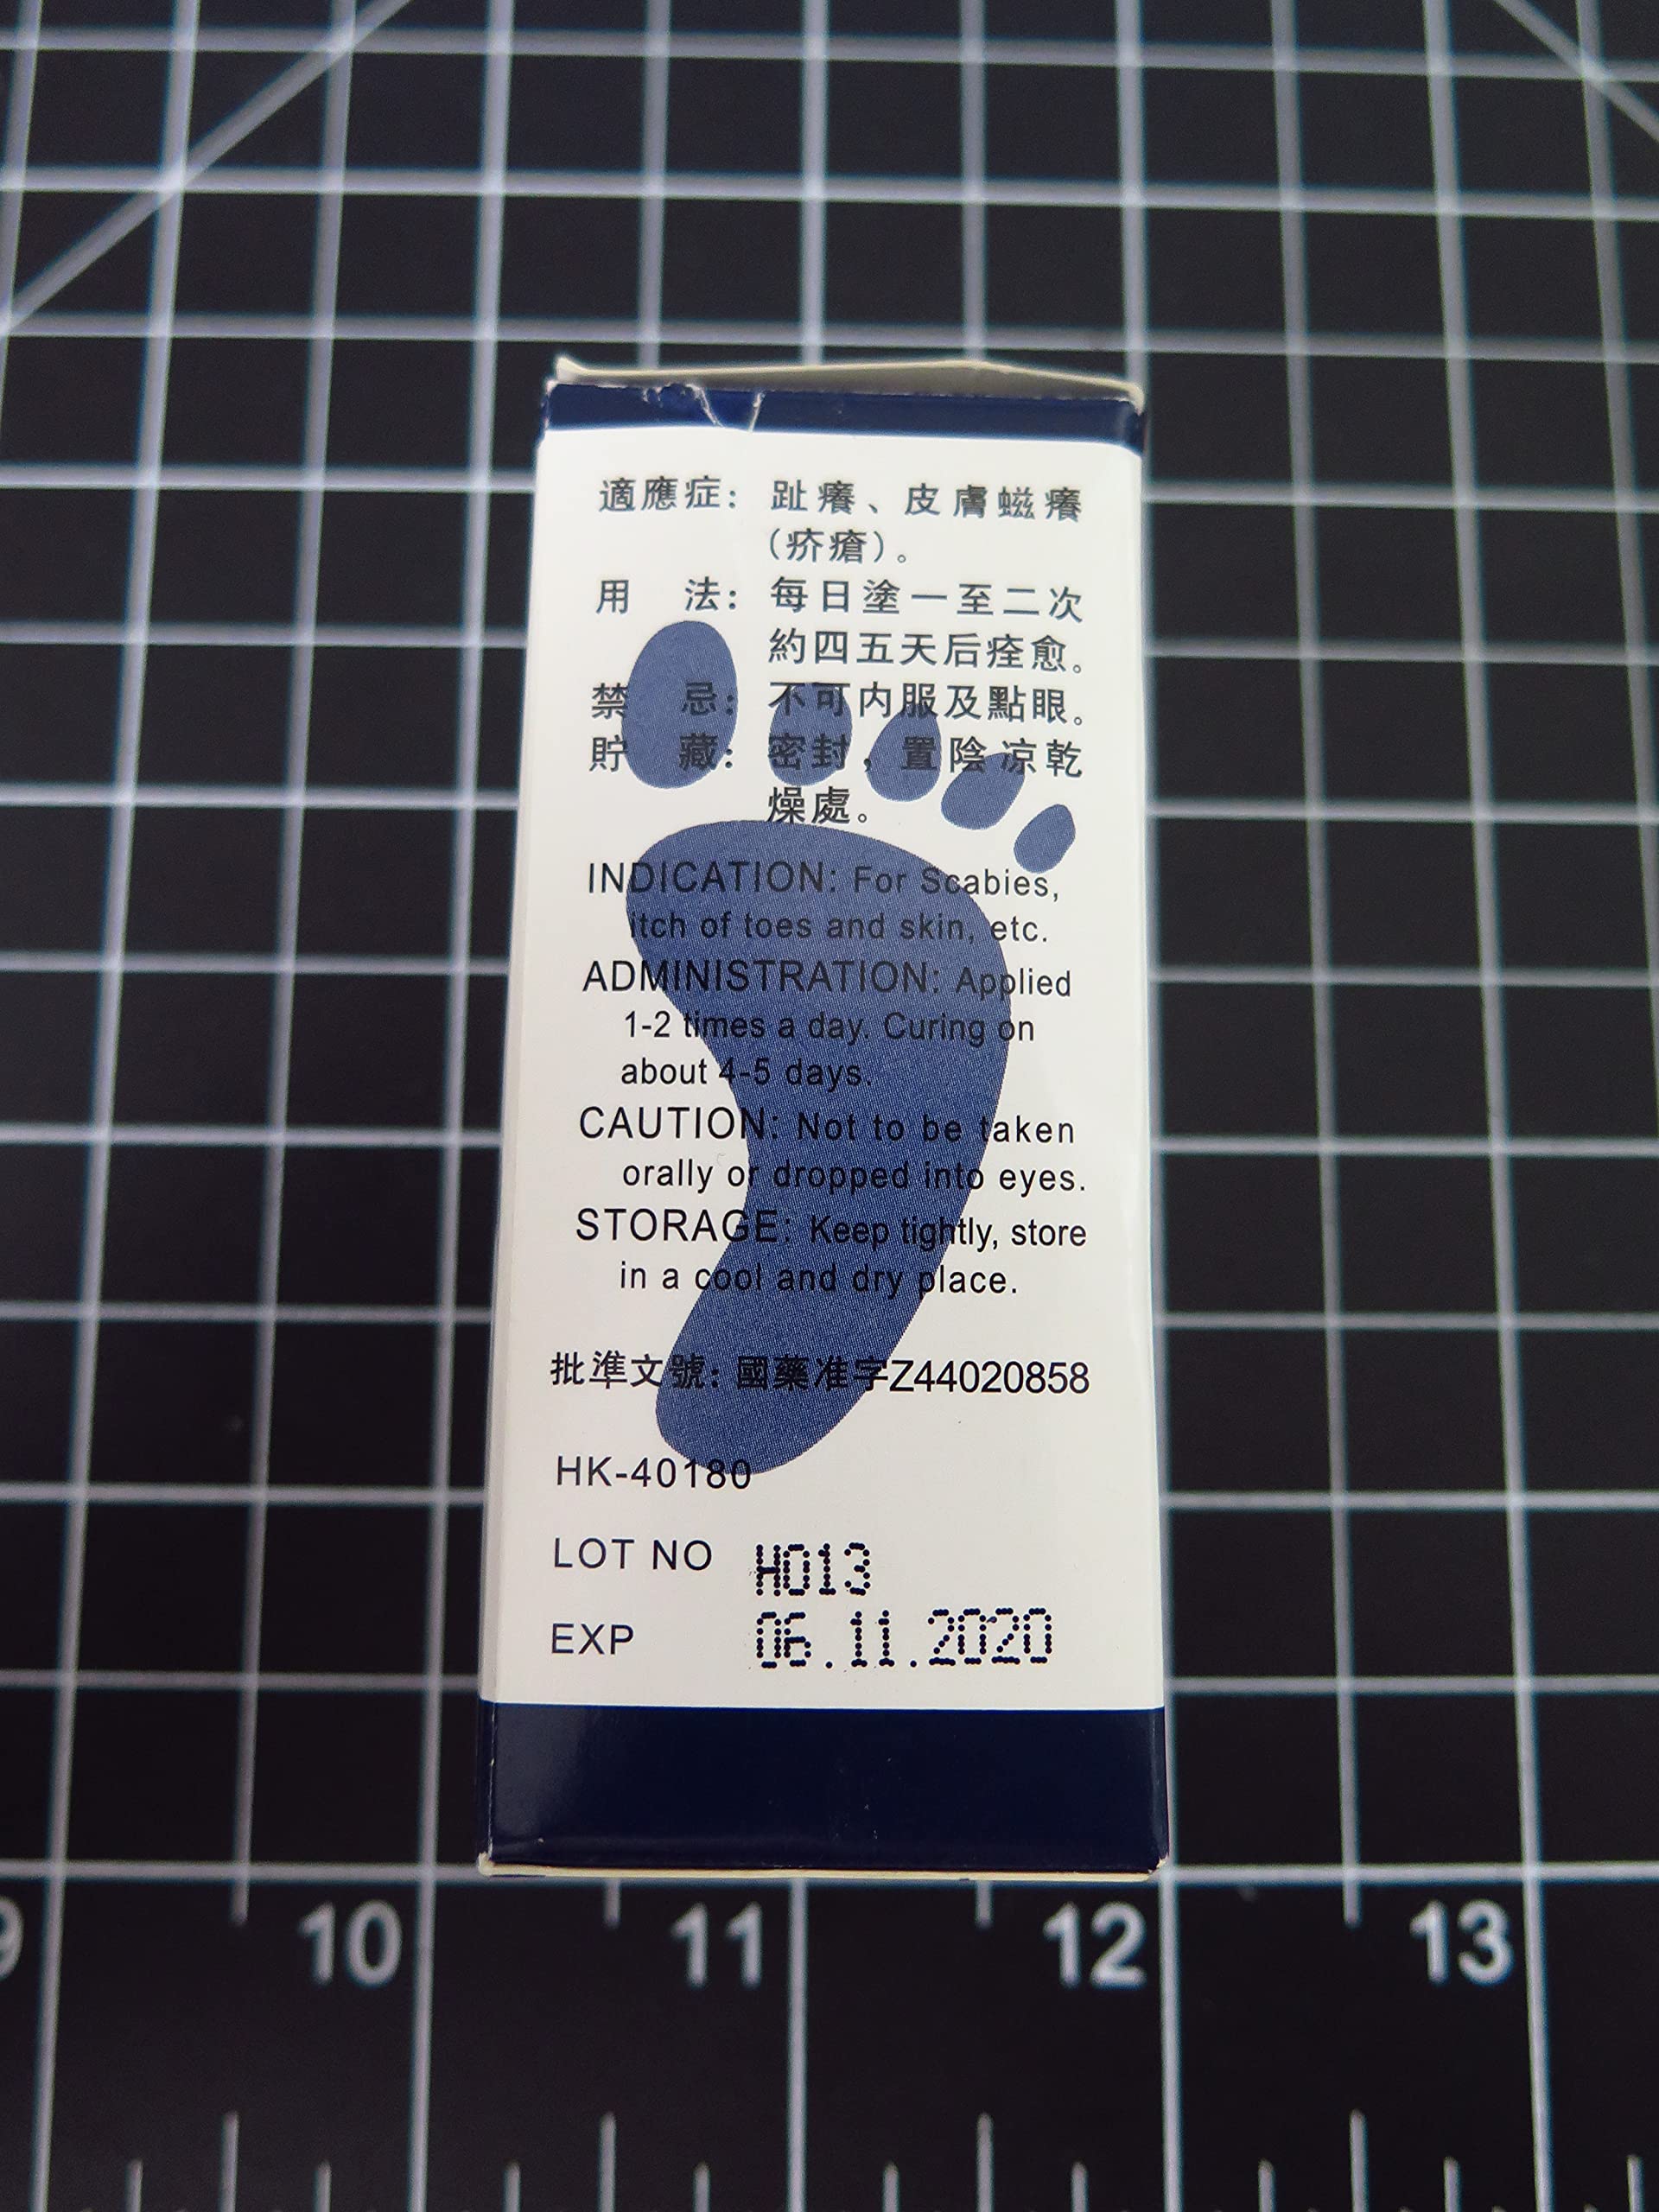 適應症：趾癢、皮膚螆癢
（疥瘡）。
用 法：每日塗一至二次
約四五天后痊愈。
禁 忌：不可内服及點眼。
貯 藏：密封，置陰凉乾
燥處。
INDICATION: For Scabies,
itch of toes and skin, etc.
ADMINISTRATION: Applied
1-2 times a day. Curing on
about 4-5 days.
CAUTION: Not to be taken
orally or dropped into eyes.
STORAGE: Keep tightly, store
in a cool and dry place.
批準文號：國藥准字Z44020858
HK-40180
LOT NO H013
EXP 06.11.2020
9 10 11 12 13